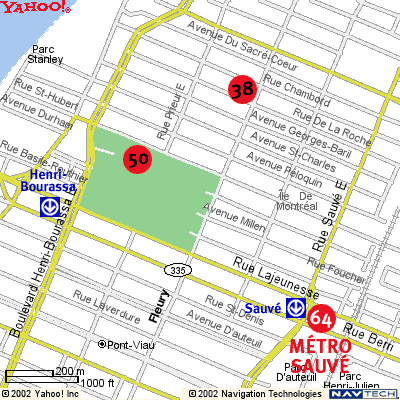 YAHOO!
Parc
Stanley
Avenue Du Sacré-Coeur
38
Rue Chambord
Rue St-Hubert
Avenue Durham
Rue Prieur E
Rue De La Roche
Avenue Georges-Baril
Avenue St-Charles
Avenue Péloquin
50
Rue Basile-Routhier
Henri-
Bourassa
Île De
Montréal
Rue Sauvé E
Avenue Millen
Boulevard Henri-Bourassa E
335
Rue Lajeunesse
Rue Foucher
Fleury
Rue St-Denis
Sauvé
64
Rue Berri
Rue Laverdure
Avenue D'auteuil
Pont-Viau
MÉTRO
SAUVÉ
200 m
1000 ft
Parc
D'auteuil
Parc
Henri-Julien
©2002 Yahoo! Inc
©2002 Navigation Technologies
NAVTECH